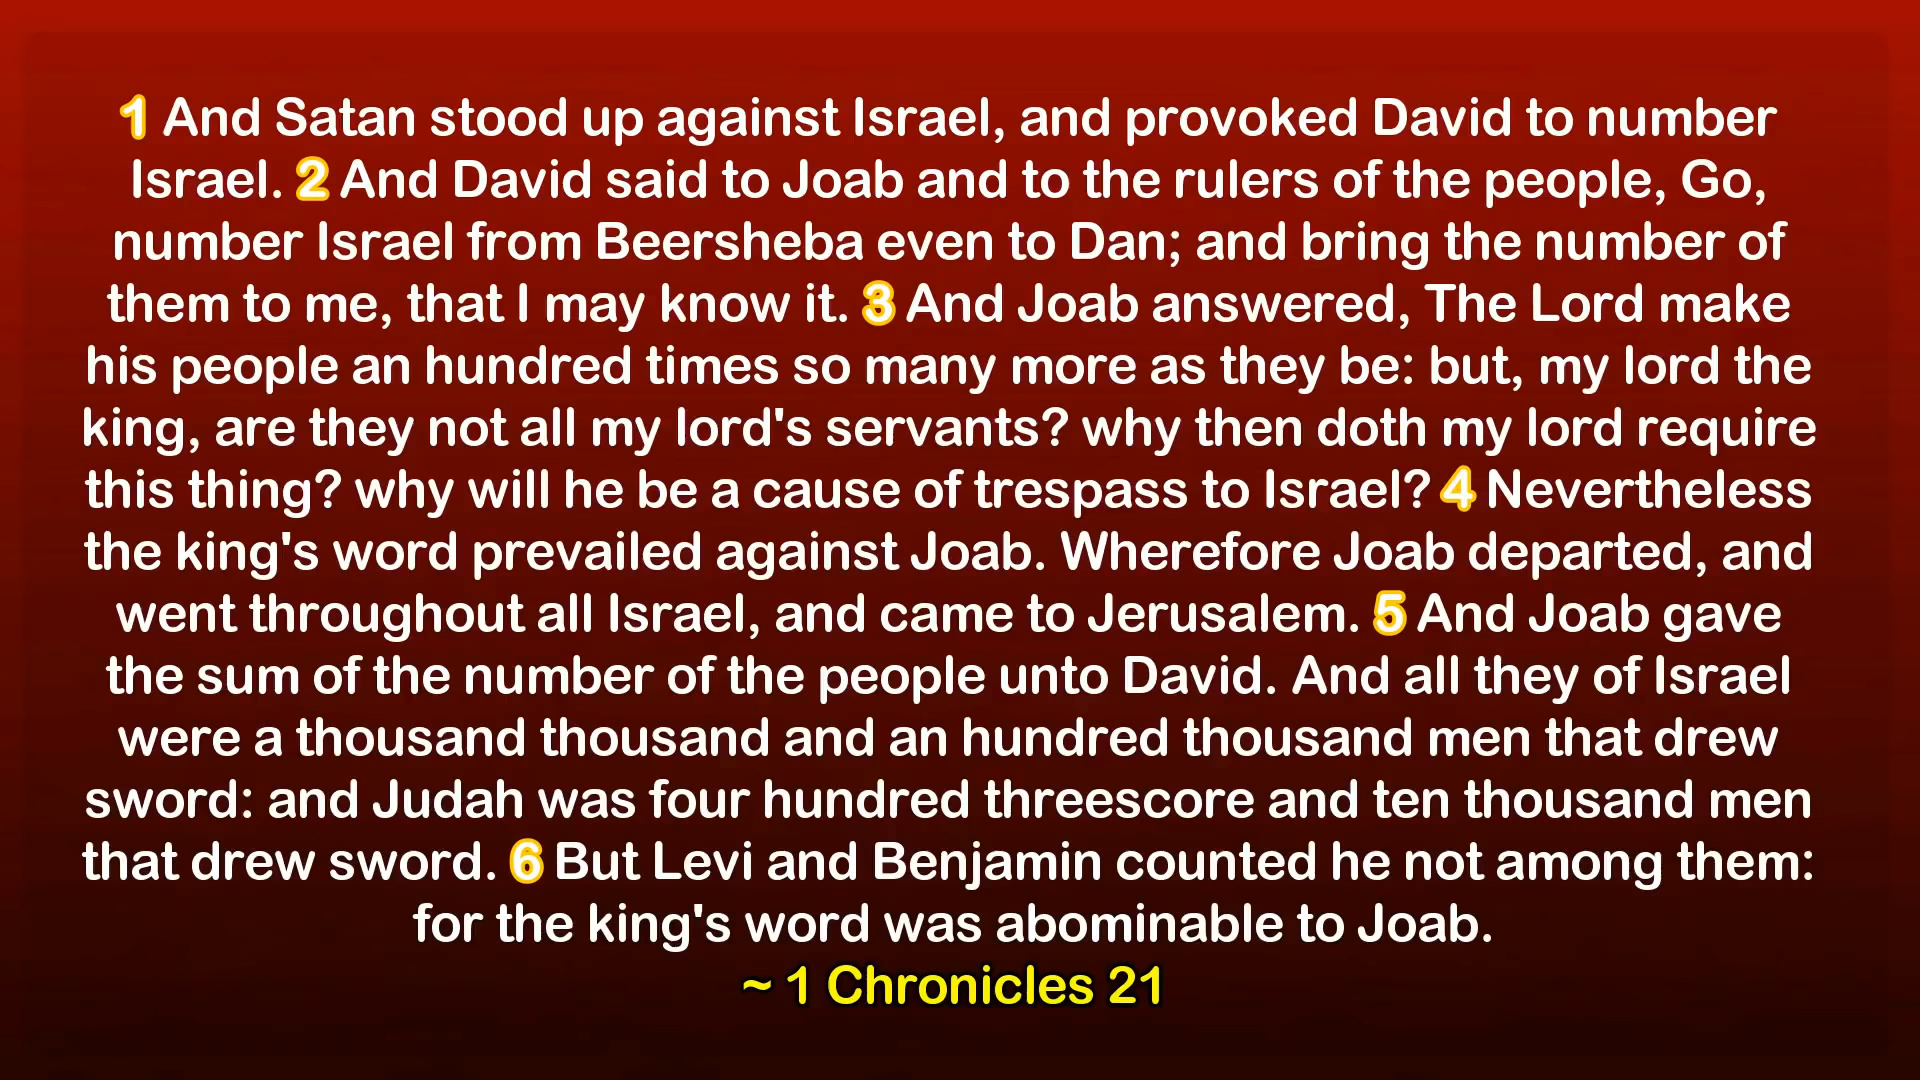 1 And Satan stood up against Israel, and provoked David to number
Israel. 2 And David said to Joab and to the rulers of the people, Go,
number Israel from Beersheba even to Dan; and bring the number of
them to me, that I may know it. 3 And Joab answered, The Lord make
his people an hundred times so many more as they be: but, my lord the
king, are they not all my lord's servants? why then doth my lord require
this thing? why will he be a cause of trespass to Israel? 4 Nevertheless
the king's word prevailed against Joab. Wherefore Joab departed, and
went throughout all Israel, and came to Jerusalem. 5 And Joab gave
the sum of the number of the people unto David. And all they of Israel
were a thousand thousand and an hundred thousand men that drew
sword: and Judah was four hundred threescore and ten thousand men
that drew sword. 6 But Levi and Benjamin counted he not among them:
for the king's word was abominable to Joab.
~ 1 Chronicles 21